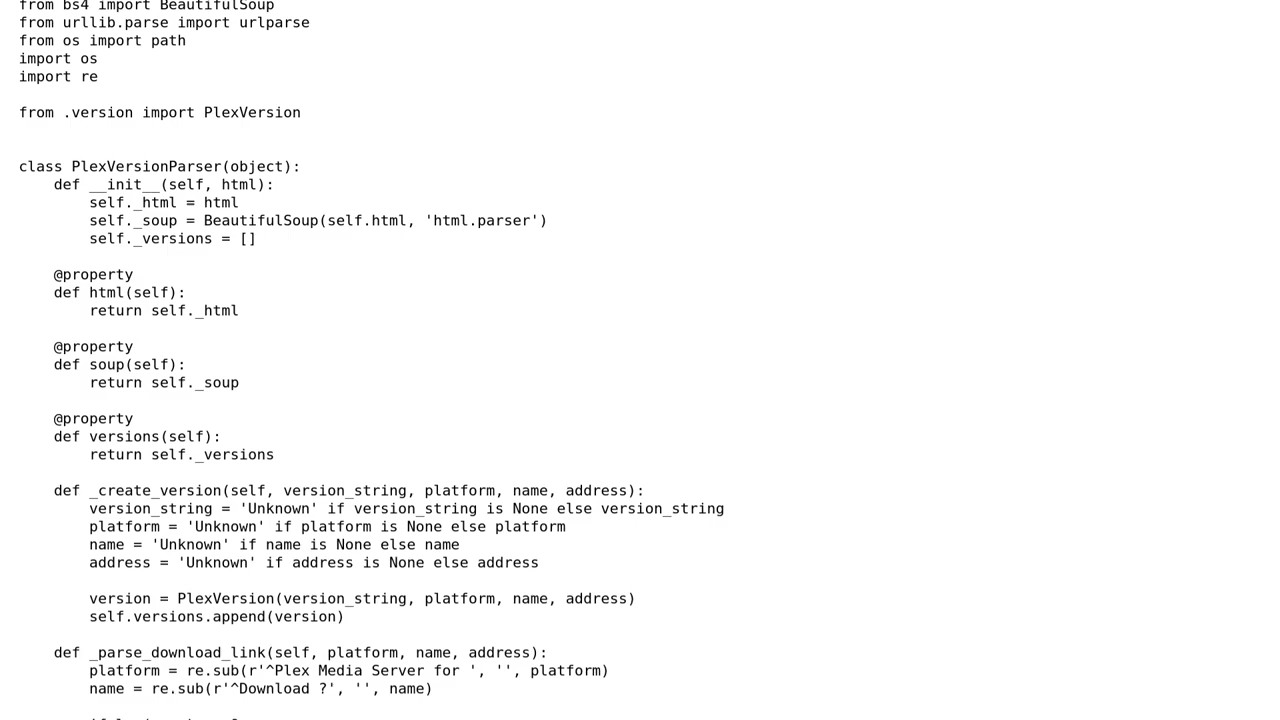 from bs4 import BeautifulSoup
from urllib.parse import urlparse
from os import path
import os
import re

from .version import PlexVersion


class PlexVersionParser(object):
    def __init__(self, html):
        self._html = html
        self._soup = BeautifulSoup(self.html, 'html.parser')
        self._versions = []

    @property
    def html(self):
        return self._html

    @property
    def soup(self):
        return self._soup

    @property
    def versions(self):
        return self._versions

    def _create_version(self, version_string, platform, name, address):
        version_string = 'Unknown' if version_string is None else version_string
        platform = 'Unknown' if platform is None else platform
        name = 'Unknown' if name is None else name
        address = 'Unknown' if address is None else address

        version = PlexVersion(version_string, platform, name, address)
        self.versions.append(version)

    def _parse_download_link(self, platform, name, address):
        platform = re.sub(r'^Plex Media Server for ', '', platform)
        name = re.sub(r'^Download ?', '', name)